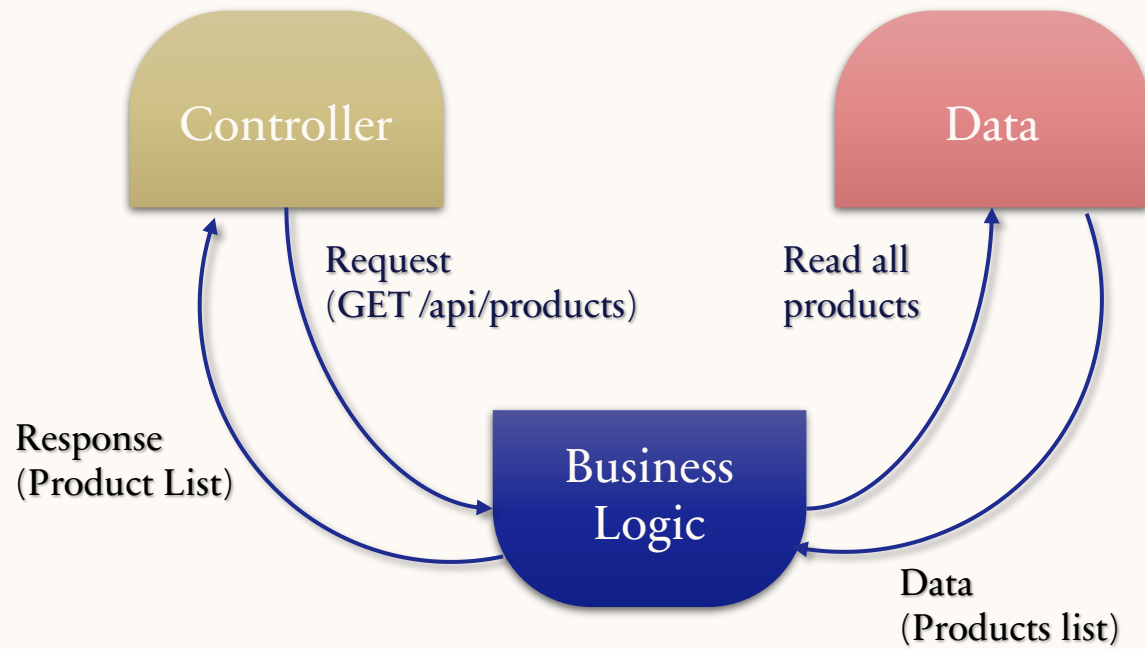 Controller
Data
Request
(GET /api/products)
Read all
products
Response
(Product List)
Business
Logic
Data
(Products list)